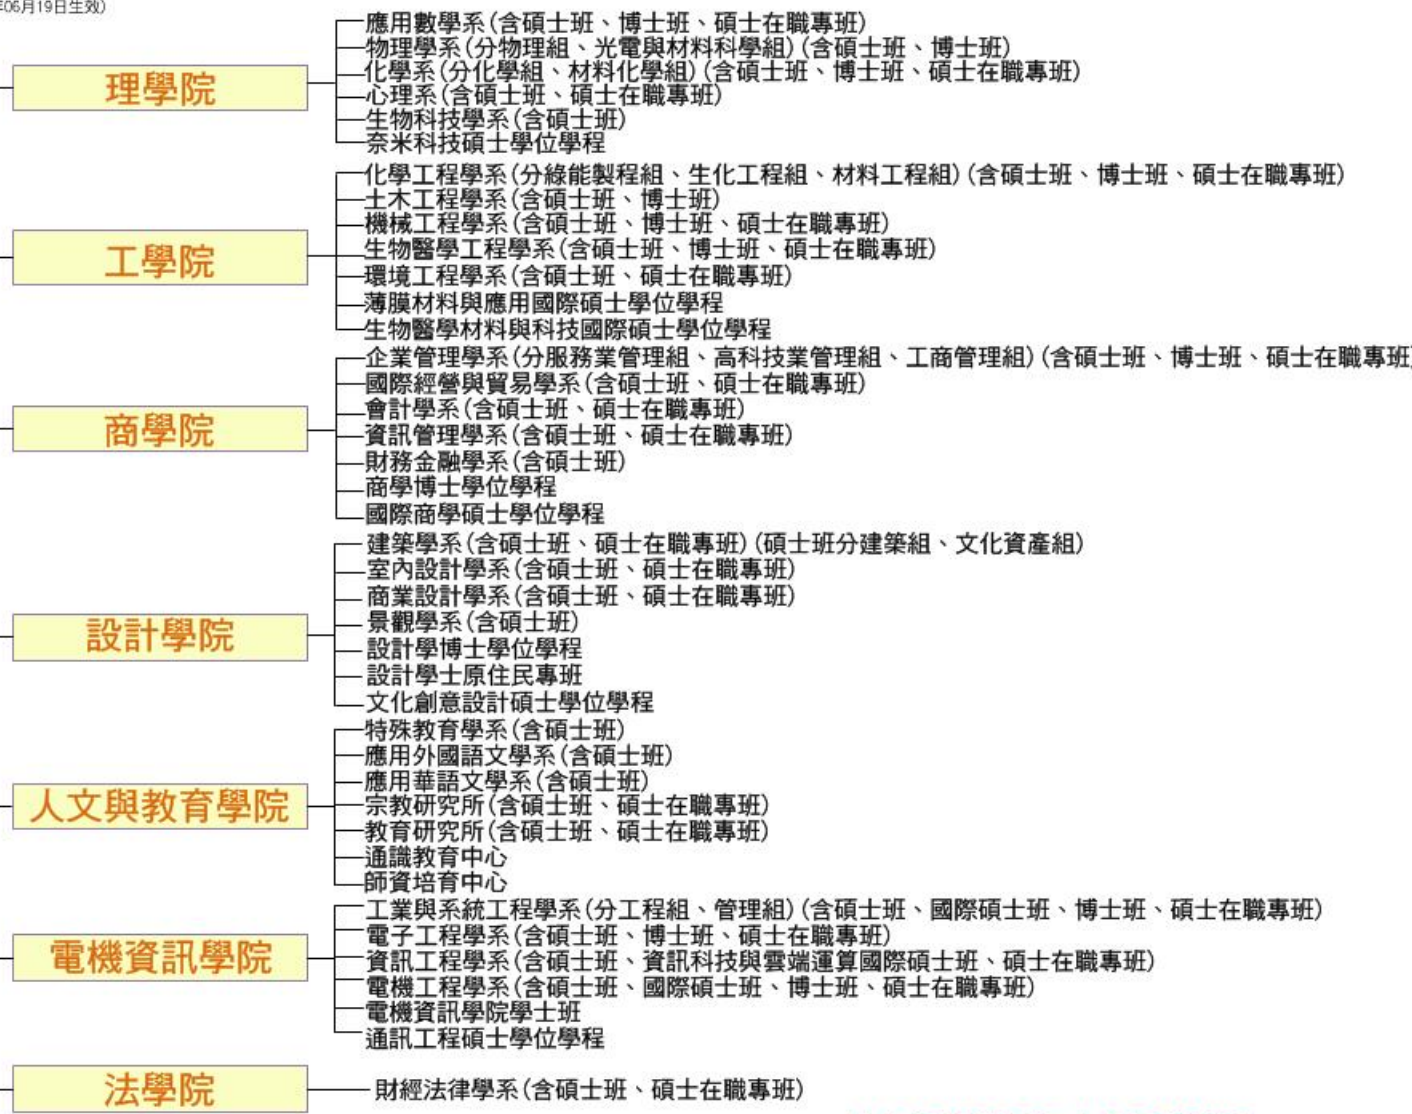 年06月19日生效)
理學院
應用數學系(含碩士班、博士班、碩士在職專班)
物理學系(分物理組、光電與材料科學組)(含碩士班、博士班)
化學系(分化學組、材料化學組)(含碩士班、博士班、碩士在職專班)
心理系(含碩士班、碩士在職專班)
生物科技學系(含碩士班)
奈米科技碩士學位學程
工學院
化學工程學系(分綠能製程組、生化工程組、材料工程組)(含碩士班、博士班、碩士在職專班)
土木工程學系(含碩士班、博士班)
機械工程學系(含碩士班、博士班、碩士在職專班)
生物醫學工程學系(含碩士班、博士班、碩士在職專班)
環境工程學系(含碩士班、碩士在職專班)
薄膜材料與應用國際碩士學位學程
生物醫學材料與科技國際碩士學位學程
商學院
企業管理學系(分服務業管理組、高科技業管理組、工商管理組)(含碩士班、博士班、碩士在職專班)
國際經營與貿易學系(含碩士班、碩士在職專班)
會計學系(含碩士班、碩士在職專班)
資訊管理學系(含碩士班、碩士在職專班)
財務金融學系(含碩士班)
商學博士學位學程
國際商學碩士學位學程
設計學院
建築學系(含碩士班、碩士在職專班)(碩士班分建築組、文化資產組)
室內設計學系(含碩士班、碩士在職專班)
商業設計學系(含碩士班、碩士在職專班)
景觀學系(含碩士班)
設計學博士學位學程
設計學士原住民專班
文化創意設計碩士學位學程
人文與教育學院
特殊教育學系(含碩士班)
應用外國語文學系(含碩士班)
應用華語文學系(含碩士班)
宗教研究所(含碩士班、碩士在職專班)
教育研究所(含碩士班、碩士在職專班)
通識教育中心
師資培育中心
電機資訊學院
工業與系統工程學系(分工程組、管理組)(含碩士班、國際碩士班、博士班、碩士在職專班)
電子工程學系(含碩士班、博士班、碩士在職專班)
資訊工程學系(含碩士班、資訊科技與雲端運算國際碩士班、碩士在職專班)
電機工程學系(含碩士班、國際碩士班、博士班、碩士在職專班)
電機資訊學院學士班
通訊工程碩士學位學程
法學院
財經法律學系(含碩士班、碩士在職專班)